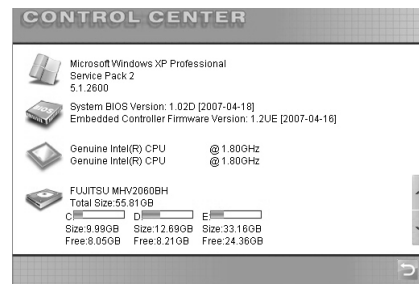 CONTROL CENTER
Microsoft Windows XP Professional
Service Pack 2
5.1.2600
System BIOS Version: 1.02D [2007-04-18]
Embedded Controller Firmware Version: 1.2UE [2007-04-16]
Genuine Intel(R) CPU @ 1.80GHz
Genuine Intel(R) CPU @ 1.80GHz
FUJITSU MHV2060BH
Total Size:55.81GB
C: D: E:
Size:9.99GB Size:12.69GB Size:33.16GB
Free:8.05GB Free:8.21GB Free:24.36GB